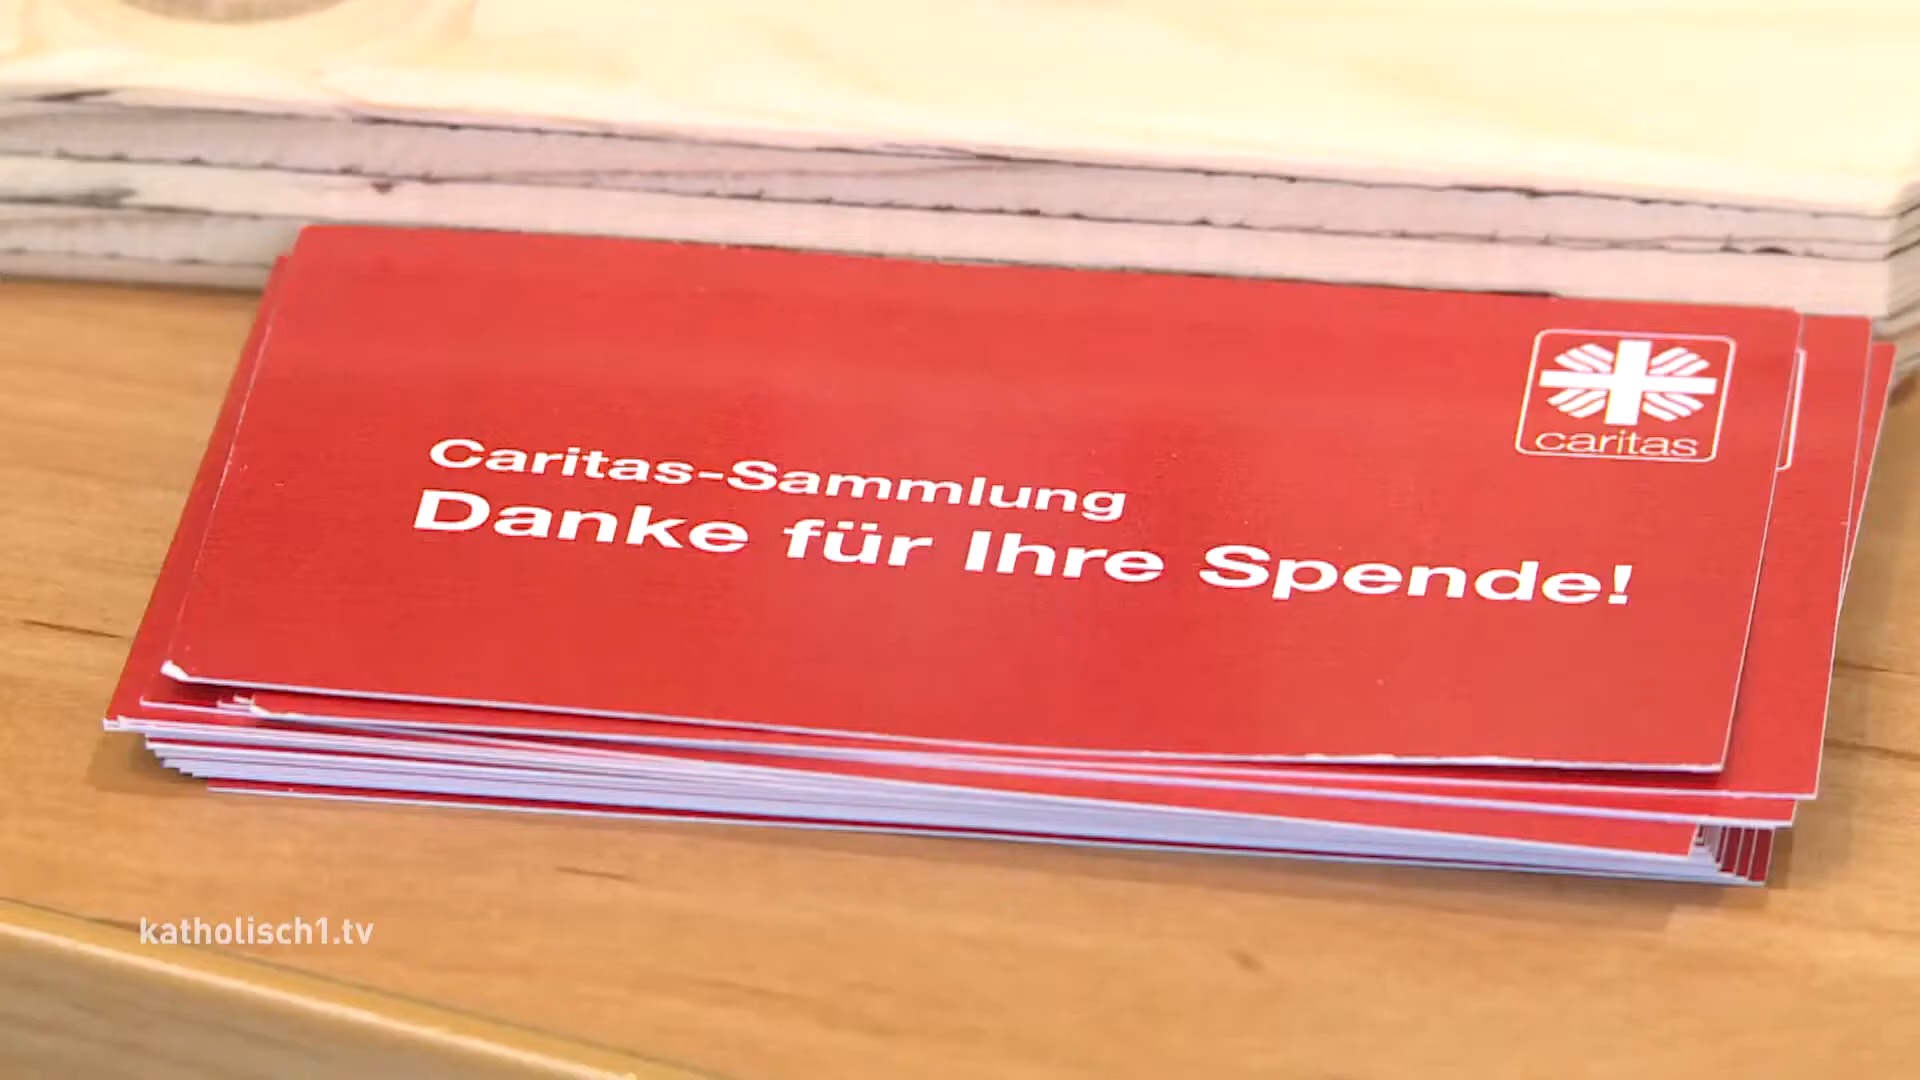 caritas
Caritas-Sammlung
Danke für Ihre Spende!
katholisch1.tv